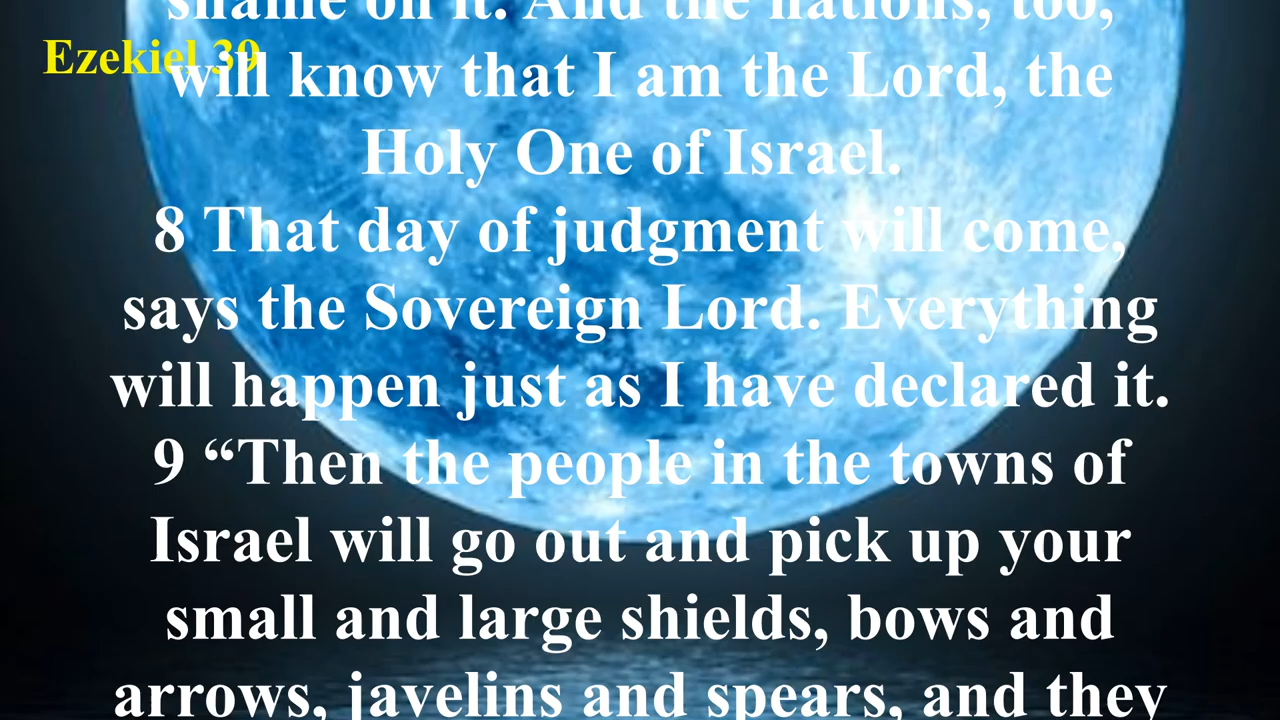 shame on it. And the nations, too,
Ezekiel 39
will know that I am the Lord, the
Holy One of Israel.
8 That day of judgment will come,
says the Sovereign Lord. Everything
will happen just as I have declared it.
9 “Then the people in the towns of
Israel will go out and pick up your
small and large shields, bows and
arrows, javelins and spears, and they